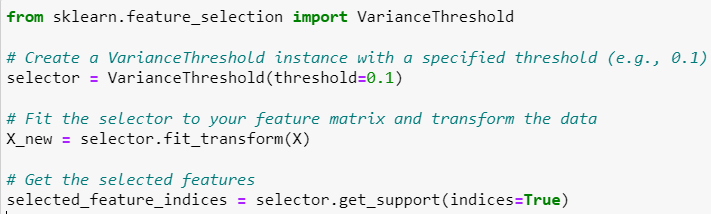 from sklearn.feature_selection import VarianceThreshold
# Create a VarianceThreshold instance with a specified threshold (e.g., 0.1)
selector = VarianceThreshold(threshold=0.1)
# Fit the selector to your feature matrix and transform the data
X_new = selector.fit_transform(X)
# Get the selected features
selected_feature_indices = selector.get_support(indices=True)